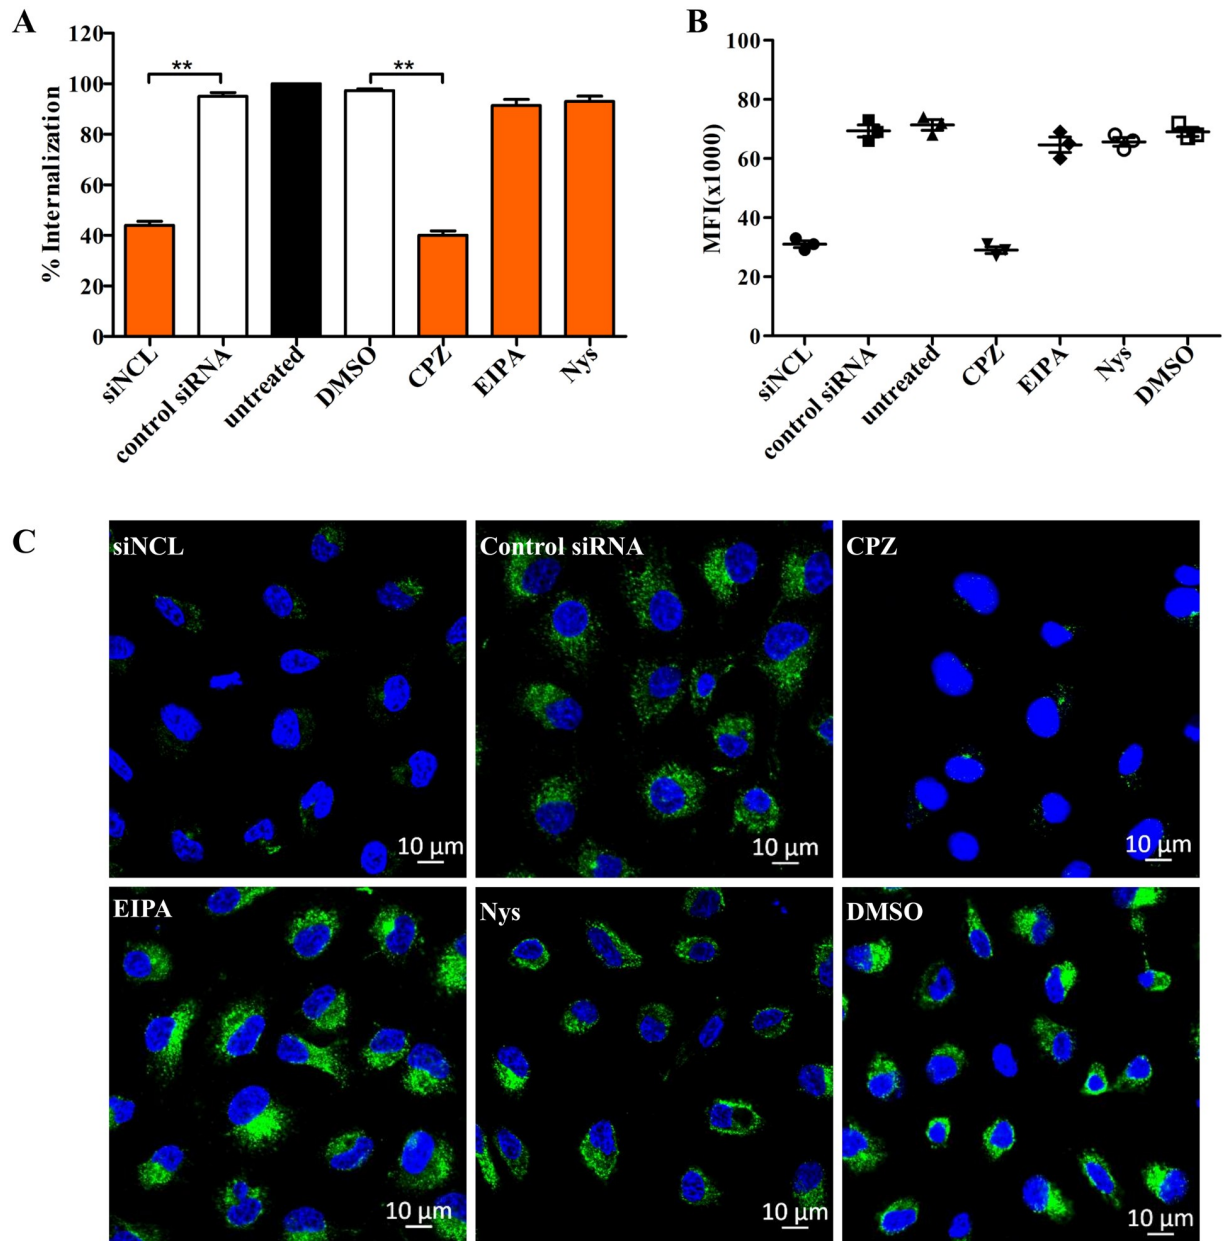 A
% Internalization
120
100
80
60
40
20
0
**
**
siNCL
control siRNA
untreated
DMSO
CPZ
EIPA
Nys
B
MFI(x1000)
100
80
60
40
20
0
siNCL
control siRNA
untreated
CPZ
EIPA
Nys
DMSO
C
siNCL
10 μm
Control siRNA
10 μm
CPZ
10 μm
EIPA
10 μm
Nys
10 μm
DMSO
10 μm